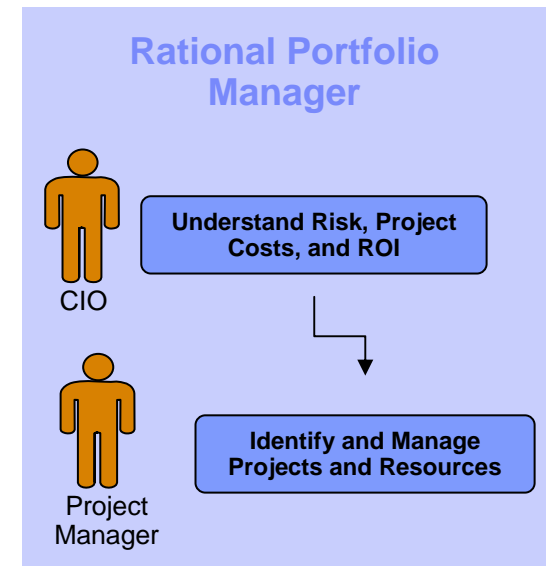 Rational Portfolio
Manager
Understand Risk, Project
Costs, and ROI
CIO
Identify and Manage
Projects and Resources
Project
Manager